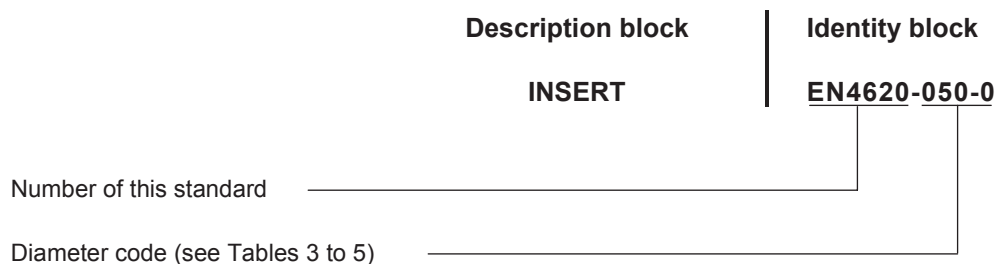 Description block Identity block
INSERT EN4620-050-0
Number of this standard
Diameter code (see Tables 3 to 5)